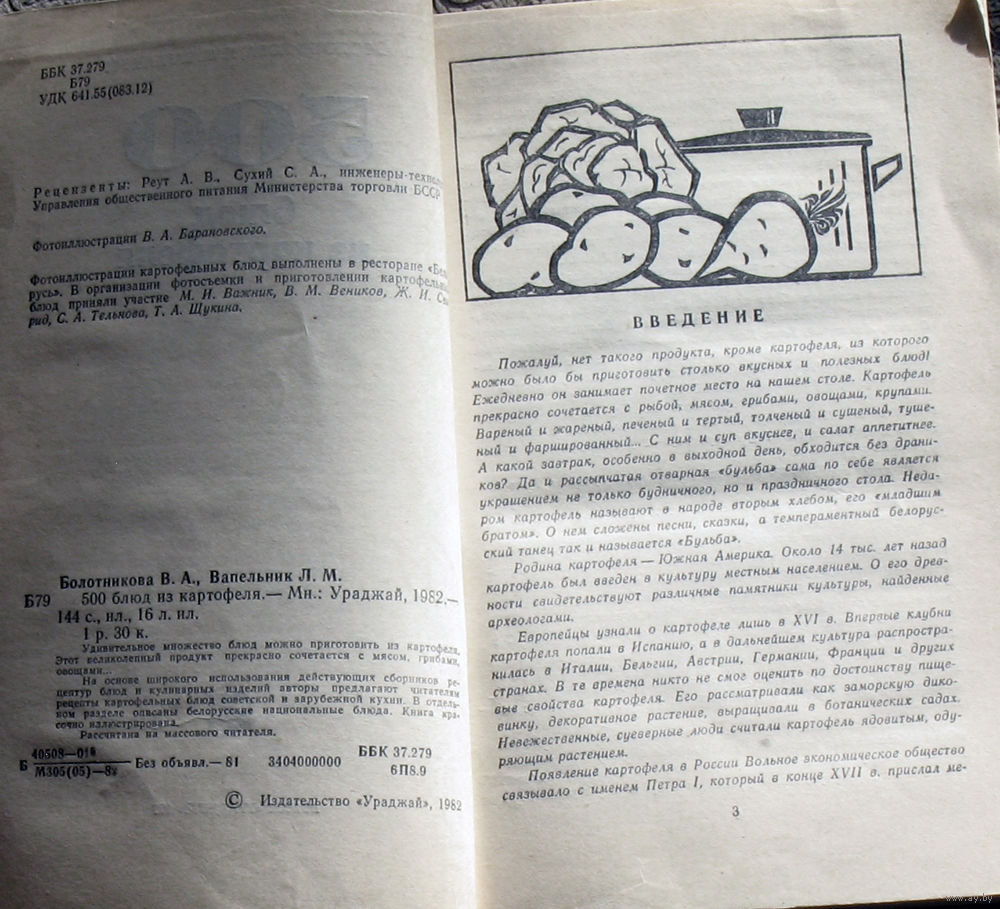 ББК 37.279
Б79
УДК 641.55(083.12)
Рецензенты: Реут А. В., Сухий С. А., инженеры-технол
Управления общественного питания Министерства торговли БССР
Фотоиллюстрации В. А. Барановского.
Фотоиллюстрации картофельных блюд выполнены в ресторане «Бела
русь». В организации фотосъемки и приготовлении картофельн
блюд приняли участие М. И. Важник, В. М. Веников, Ж. И.
рид, С. А. Тельнова, Т. А. Щукина.
Болотникова В. А., Вапельник Л. М.
Б79 500 блюд из картофеля.— Мн.: Ураджай, 1982.—
144 с., ил., 16 л. ил.
1 р. 30 к.
Удивительное множество блюд можно приготовить из картофеля.
Этот великолепный продукт прекрасно сочетается с мясом, грибами,
овощами...
На основе широкого использования действующих сборников ре-
цептур блюд и кулинарных изделий авторы предлагают читателям
рецепты картофельных блюд советской и зарубежной кухни. В отдель-
ном разделе описаны белорусские национальные блюда. Книга кра-
сочно иллюстрирована.
Рассчитана на массового читателя.
Б 40508—01
М305(05)—8 Без объявл.— 81 3404000000 ББК 37.279
6П8.9
© Издательство «Ураджай», 1982
500
ВВЕДЕНИЕ
Пожалуй, нет такого продукта, кроме картофеля, из которого
можно было бы приготовить столько вкусных и полезных блюд!
Ежедневно он занимает почетное место на нашем столе. Картофель
прекрасно сочетается с рыбой, мясом, грибами, овощами, крупами.
Вареный и жареный, печеный и тертый, толченый и сушеный, туше-
ный и фаршированный... С ним и суп вкуснее, и салат аппетитнее.
А какой завтрак, особенно в выходной день, обходится без драни-
ков? Да и рассыпчатая отварная «бульба» сама по себе является
украшением не только будничного, но и праздничного стола. Неда-
ром картофель называют в народе вторым хлебом, его «младшим
братом». О нем сложены песни, сказки, а темпераментный белорус-
ский танец так и называется «Бульба».
Родина картофеля — Южная Америка. Около 14 тыс. лет назад
картофель был введен в культуру местным населением. О его древ-
ности свидетельствуют различные памятники культуры, найденные
археологами.
Европейцы узнали о картофеле лишь в XVI в. Впервые клубни
картофеля попали в Испанию, а в дальнейшем культура распростра-
нилась в Италии, Бельгии, Австрии, Германии, Франции и других
странах. В те времена никто не смог оценить по достоинству пище-
вые свойства картофеля. Его рассматривали как заморскую дико-
винку, декоративное растение, выращивали в ботанических садах.
Невежественные, суеверные люди считали картофель ядовитым, оду-
ряющим растением.
Появление картофеля в России Вольное экономическое общество
связывало с именем Петра I, который в конце XVII в. прислал ме-
3
www.ay.by